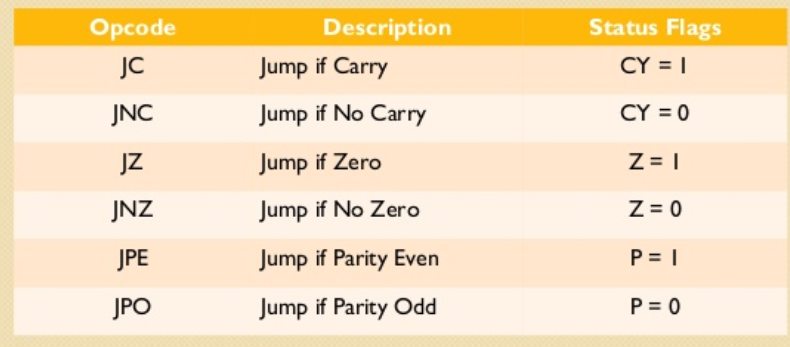 Opcode Description Status Flags
JC Jump if Carry CY = 1
JNC Jump if No Carry CY = 0
JZ Jump if Zero Z = 1
JNZ Jump if No Zero Z = 0
JPE Jump if Parity Even P = 1
JPO Jump if Parity Odd P = 0